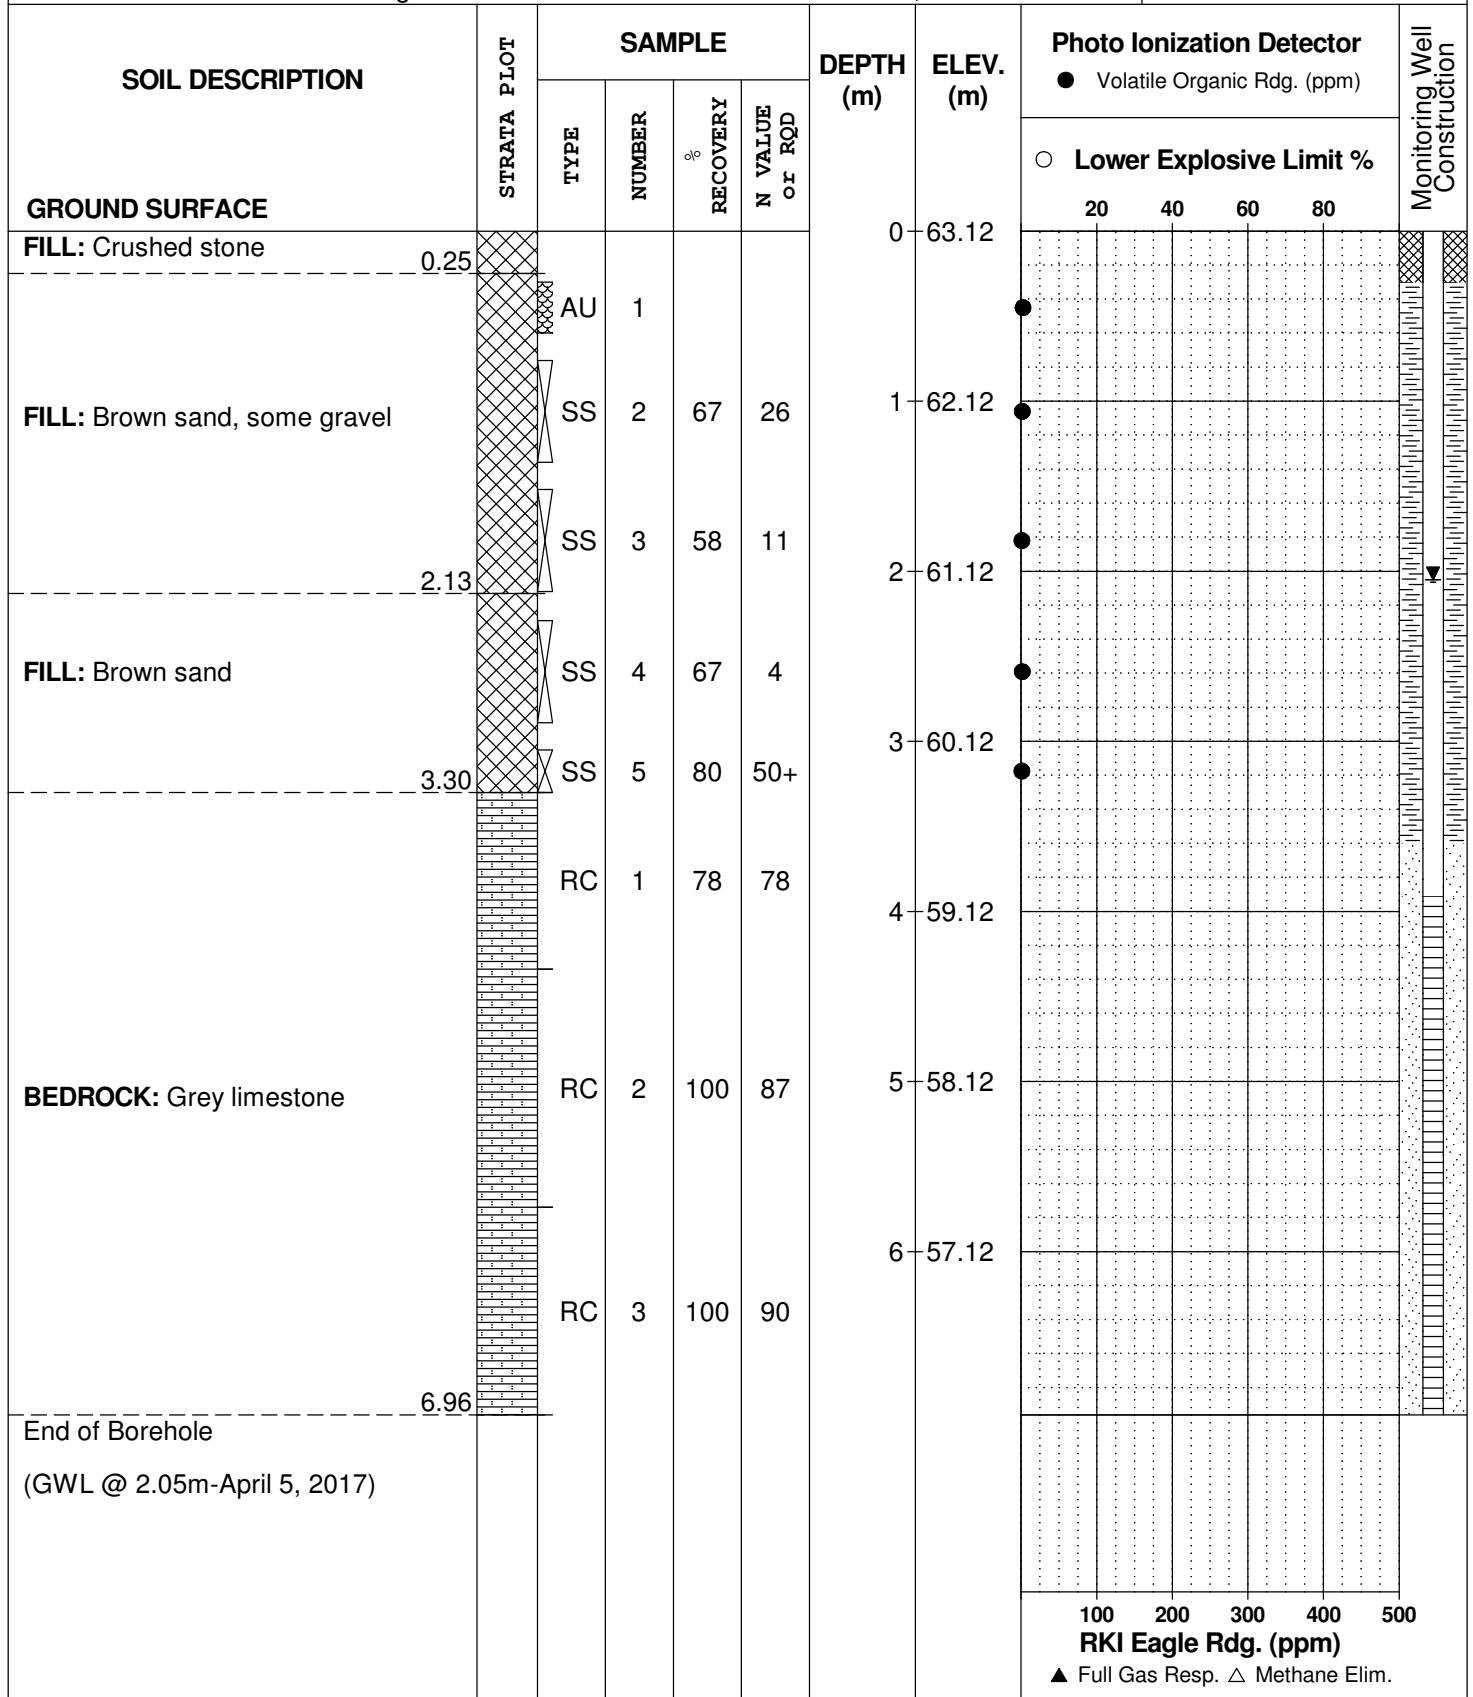 SOIL DESCRIPTION
GROUND SURFACE
STRATA PLOT
SAMPLE
TYPE
NUMBER
%
RECOVERY
N VALUE
or RQD
DEPTH
(m)
ELEV.
(m)
Photo Ionization Detector
● Volatile Organic Rdg. (ppm)
○ Lower Explosive Limit %
20 40 60 80
Monitoring Well
Construction
0 63.12
FILL: Crushed stone
0.25
AU 1
FILL: Brown sand, some gravel
SS 2 67 26
1 62.12
SS 3 58 11
2 61.12
2.13
FILL: Brown sand
SS 4 67 4
3 60.12
SS 5 80 50+
3.30
RC 1 78 78
4 59.12
BEDROCK: Grey limestone
RC 2 100 87
5 58.12
6 57.12
RC 3 100 90
6.96
End of Borehole
(GWL @ 2.05m-April 5, 2017)
100 200 300 400 500
RKI Eagle Rdg. (ppm)
▲ Full Gas Resp. △ Methane Elim.